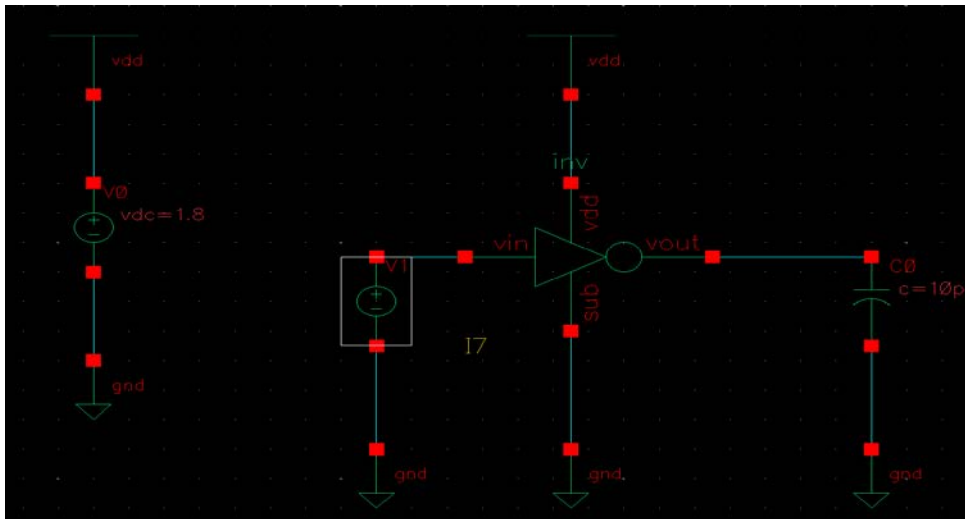 vdd
vdd
inv
V0
vdc=1.8
vdd
vin
vout
V1
C0
c=10p
sub
I7
gnd
gnd
gnd
gnd